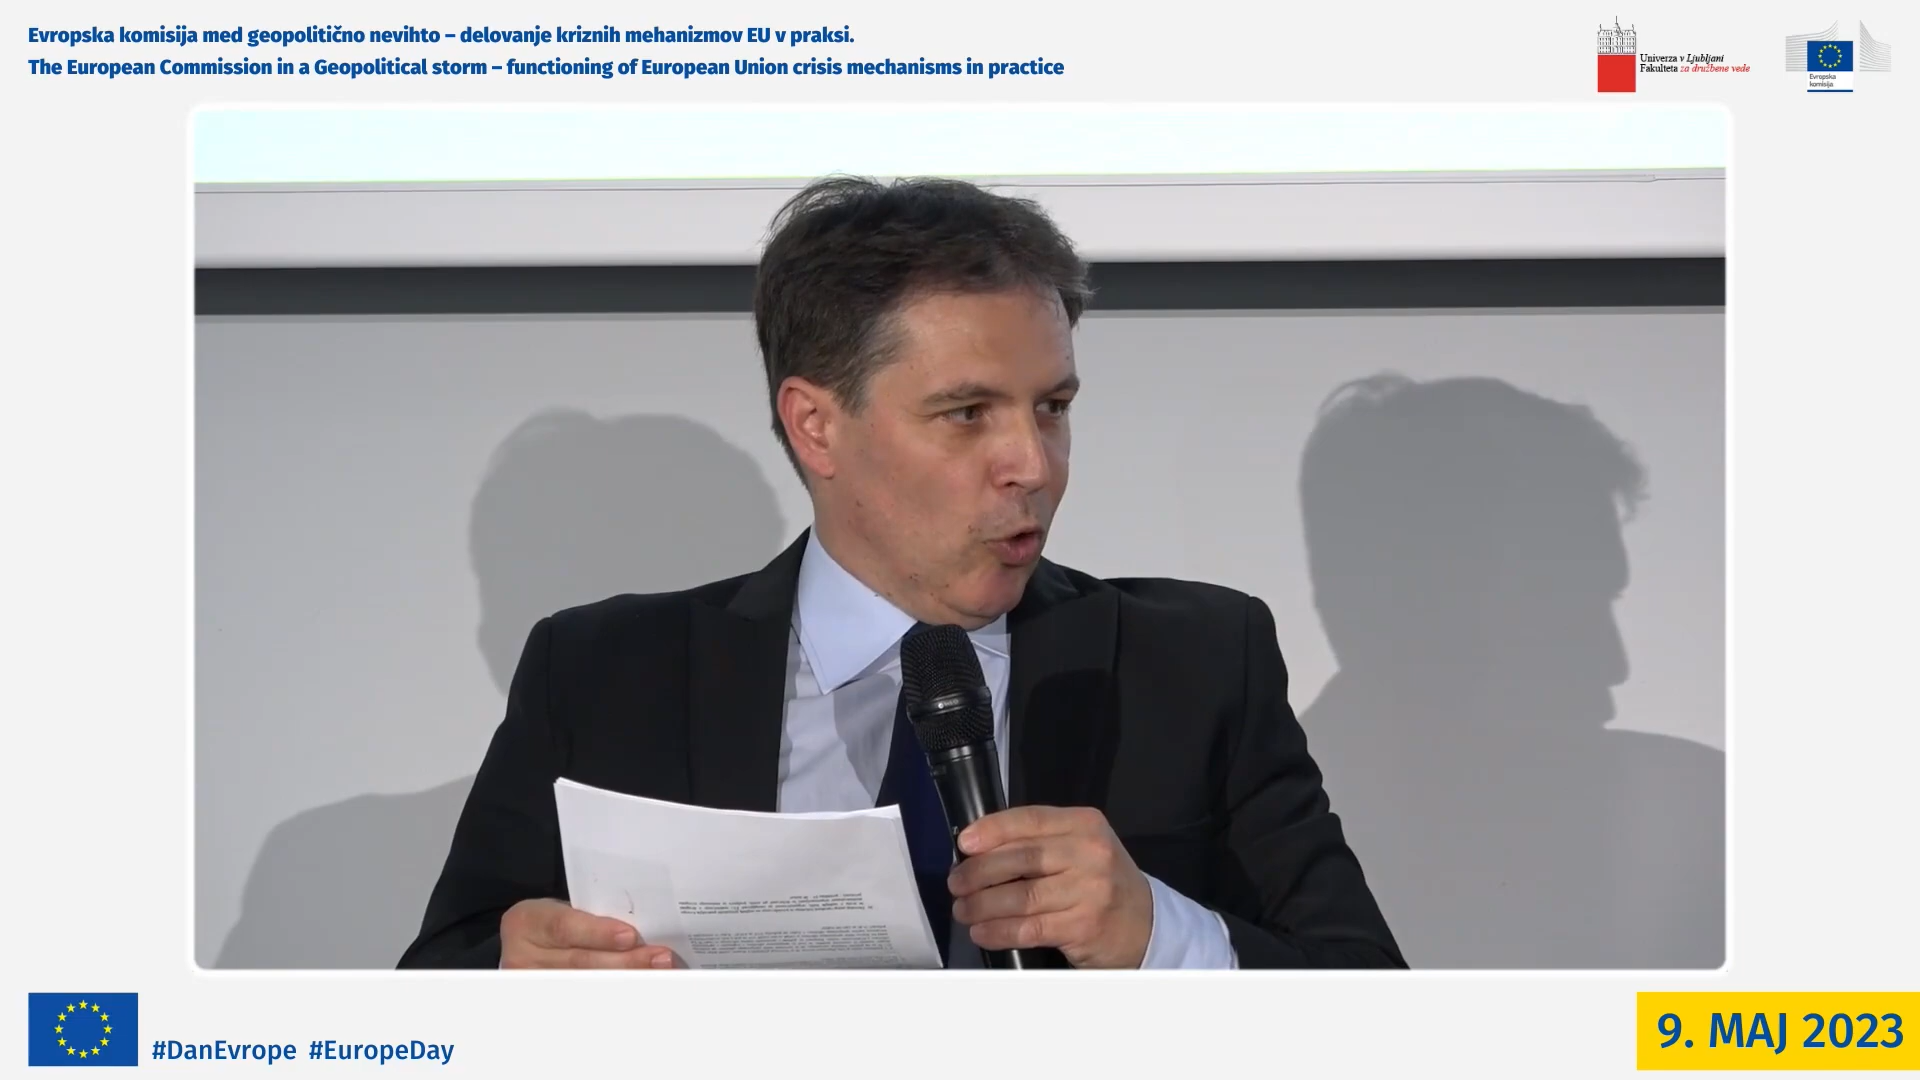 Evropska komisija med geopolitično nevihto – delovanje kriznih mehanizmov EU v praksi.
The European Commission in a Geopolitical storm – functioning of European Union crisis mechanisms in practice
Univerza v Ljubljani
Fakulteta za družbene vede
Evropska
komisija
#DanEvrope #EuropeDay
9. MAJ 2023